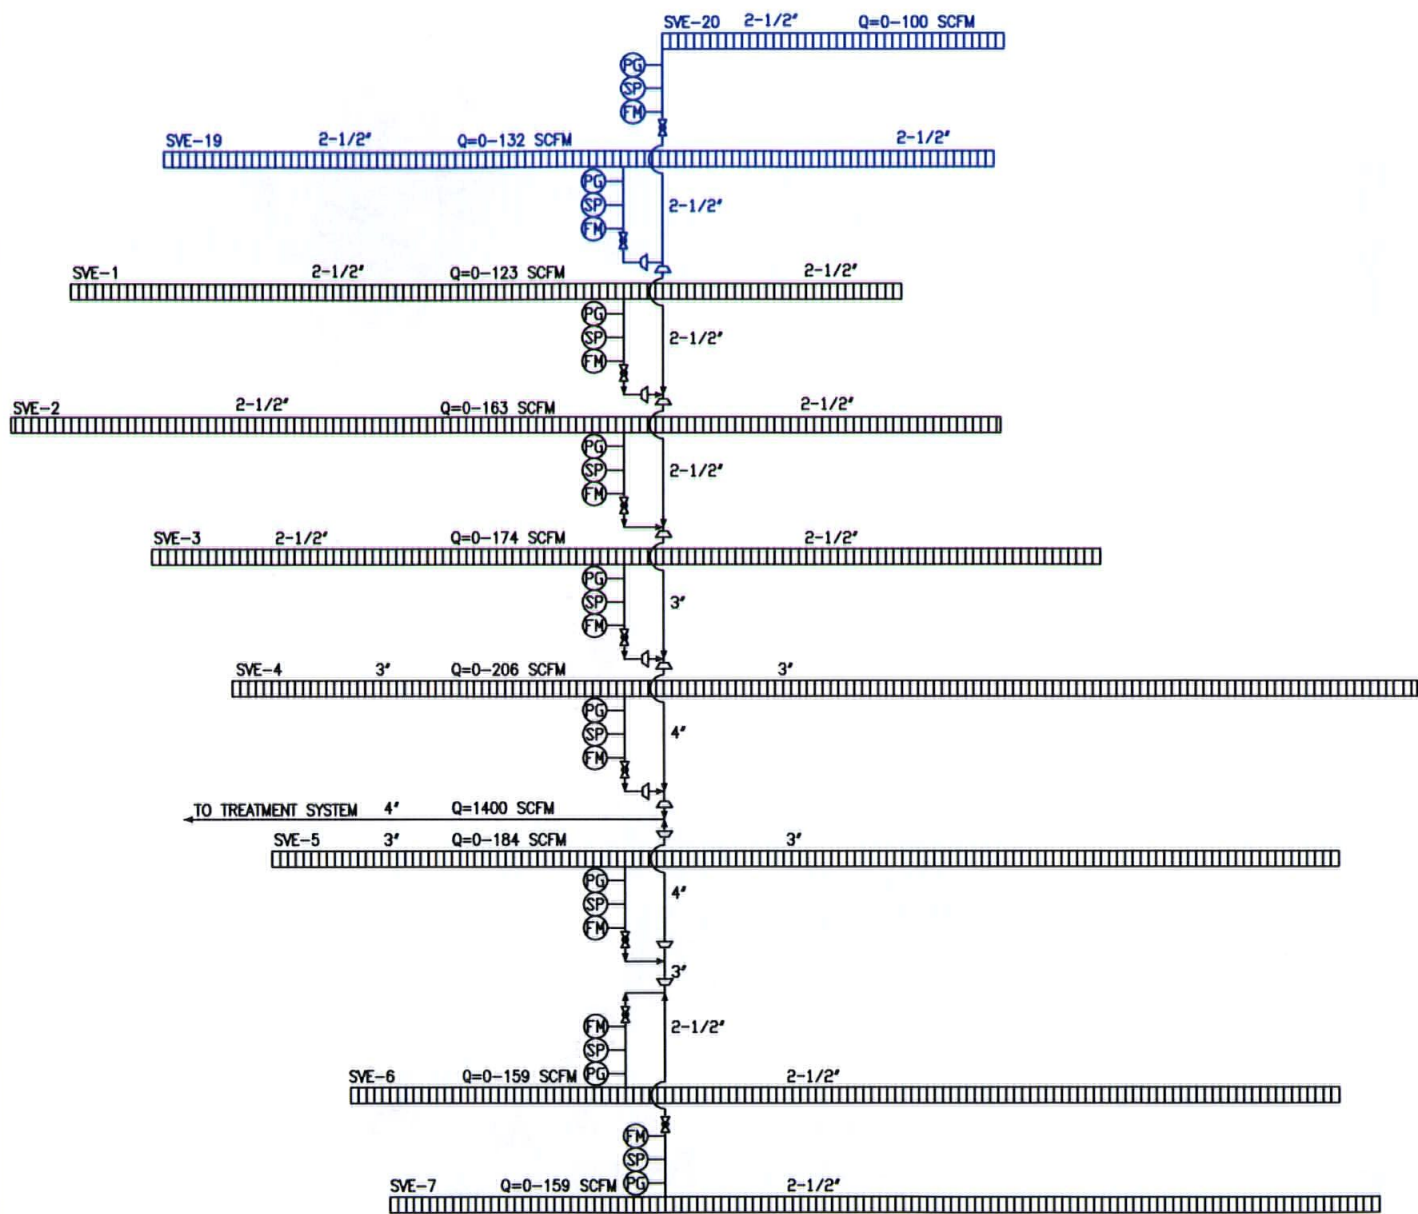 SVE-20 2-1/2" Q=0-100 SCFM
PG
SP
FM
SVE-19 2-1/2" Q=0-132 SCFM 2-1/2"
PG
SP 2-1/2"
FM
SVE-1 2-1/2" Q=0-123 SCFM 2-1/2"
PG
SP 2-1/2"
FM
SVE-2 2-1/2" Q=0-163 SCFM 2-1/2"
PG
SP 2-1/2"
FM
SVE-3 2-1/2" Q=0-174 SCFM 2-1/2"
PG
SP 3"
FM
SVE-4 3" Q=0-206 SCFM 3"
PG
SP 4"
FM
TO TREATMENT SYSTEM 4" Q=1400 SCFM
SVE-5 3" Q=0-184 SCFM 3"
PG
4"
SP
FM
3"
FM 2-1/2"
SP
PG
SVE-6 Q=0-159 SCFM 2-1/2"
FM
SP
PG
SVE-7 Q=0-159 SCFM 2-1/2"